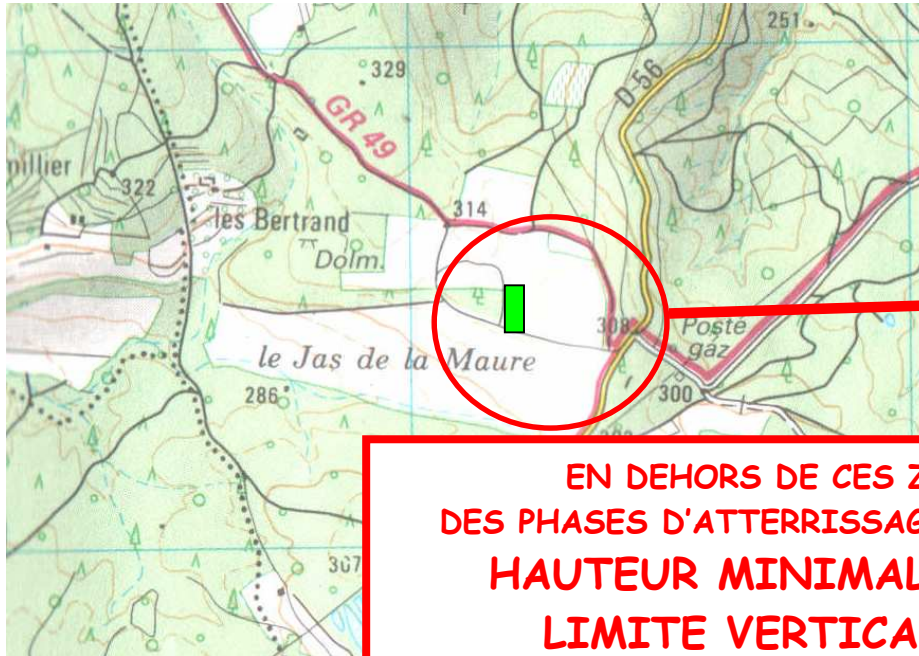 251
329
D 56
GR 49
millier
322
les Bertrand
314
Dolm.
308
Poste
gaz
le Jas de la Maure
286
300
307
EN DEHORS DE CES Z
DES PHASES D'ATTERRISSAG
HAUTEUR MINIMAL
LIMITE VERTICA